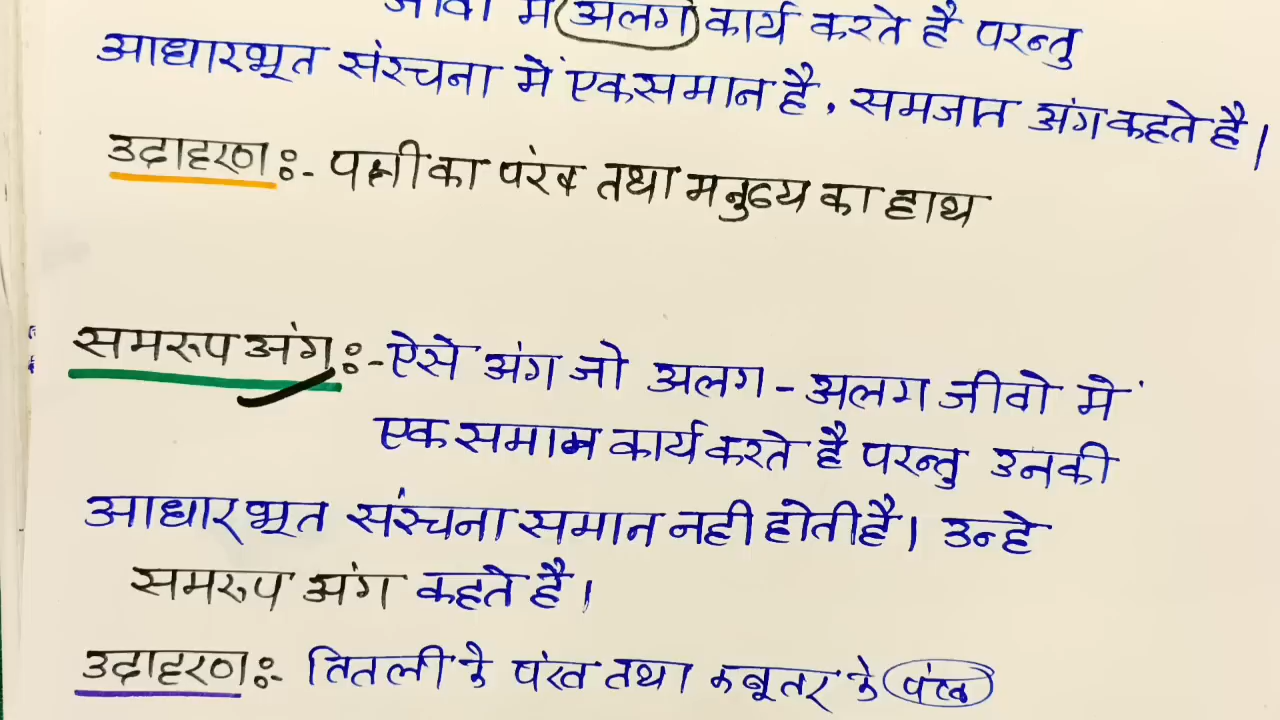 जीवों में अलग कार्य करते है परन्तु
आधारभूत संरचना में एकसमान है, समजात अंग कहते है।
उदाहरण :- पक्षी का पंख तथा मनुष्य का हाथ
समरुप अंग :- ऐसे अंग जो अलग - अलग जीवो में
एक समान कार्य करते है परन्तु उनकी
आधारभूत संरचना समान नही होती है। उन्हे
समरुप अंग कहते है।
उदाहरण :- तितली के पंख तथा कबूतर के पंख